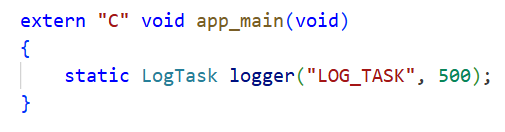 extern "C" void app_main(void)
{
    static LogTask logger("LOG_TASK", 500);
}